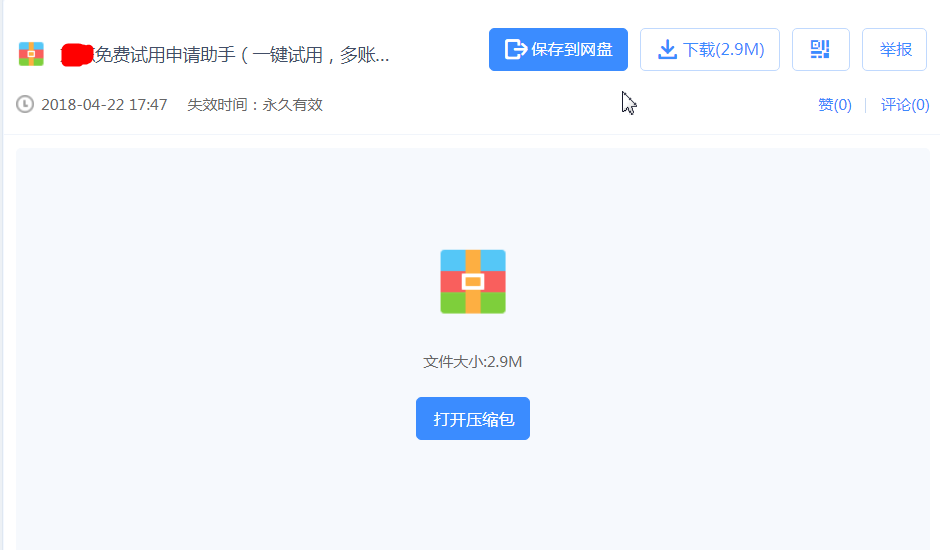 免费试用申请助手（一键试用，多账...
保存到网盘
下载(2.9M)
举报
2018-04-22 17:47 失效时间：永久有效
赞(0) 评论(0)
文件大小:2.9M
打开压缩包